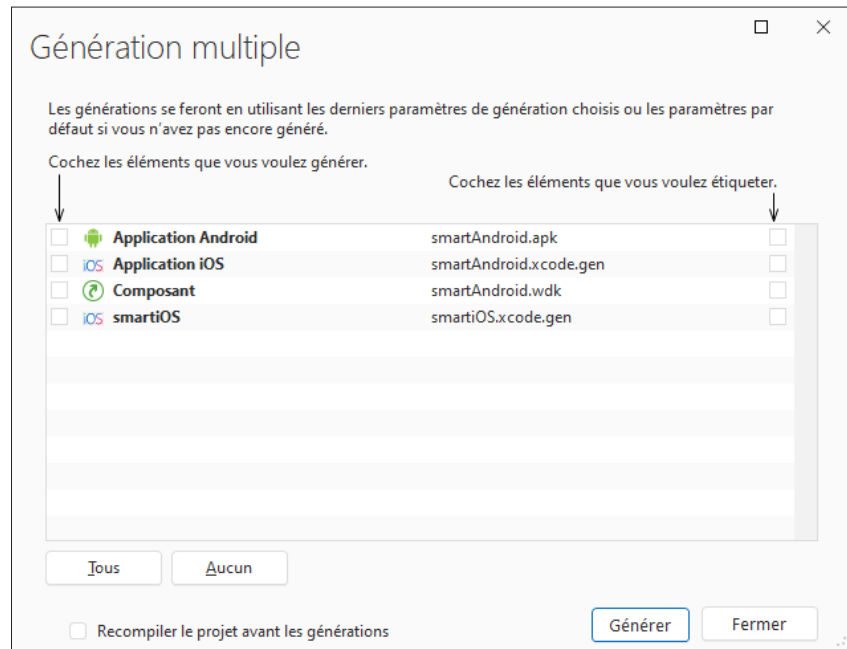 Génération multiple
Les générations se feront en utilisant les derniers paramètres de génération choisis ou les paramètres par
défaut si vous n'avez pas encore généré.
Cochez les éléments que vous voulez générer.
Cochez les éléments que vous voulez étiqueter.
Application Android smartAndroid.apk
iOS Application iOS smartAndroid.xcode.gen
Composant smartAndroid.wdk
iOS smartiOS smartiOS.xcode.gen
Tous Aucun
Recompiler le projet avant les générations
Générer Fermer